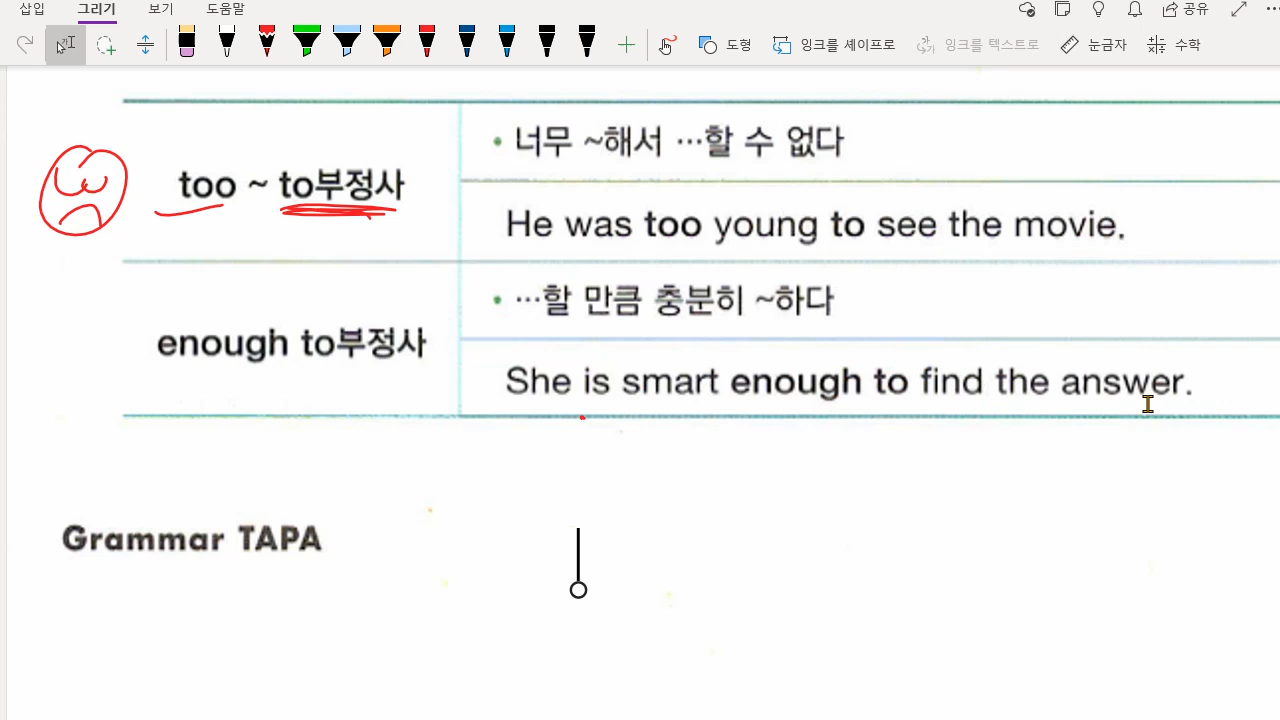 삽입 그리기 보기 도움말 공유
도형 잉크를 셰이프로 잉크를 텍스트로 눈금자 수학
too ~ to부정사
• 너무 ~해서 …할 수 없다
He was too young to see the movie.
enough to부정사
• …할 만큼 충분히 ~하다
She is smart enough to find the answer.
Grammar TAPA